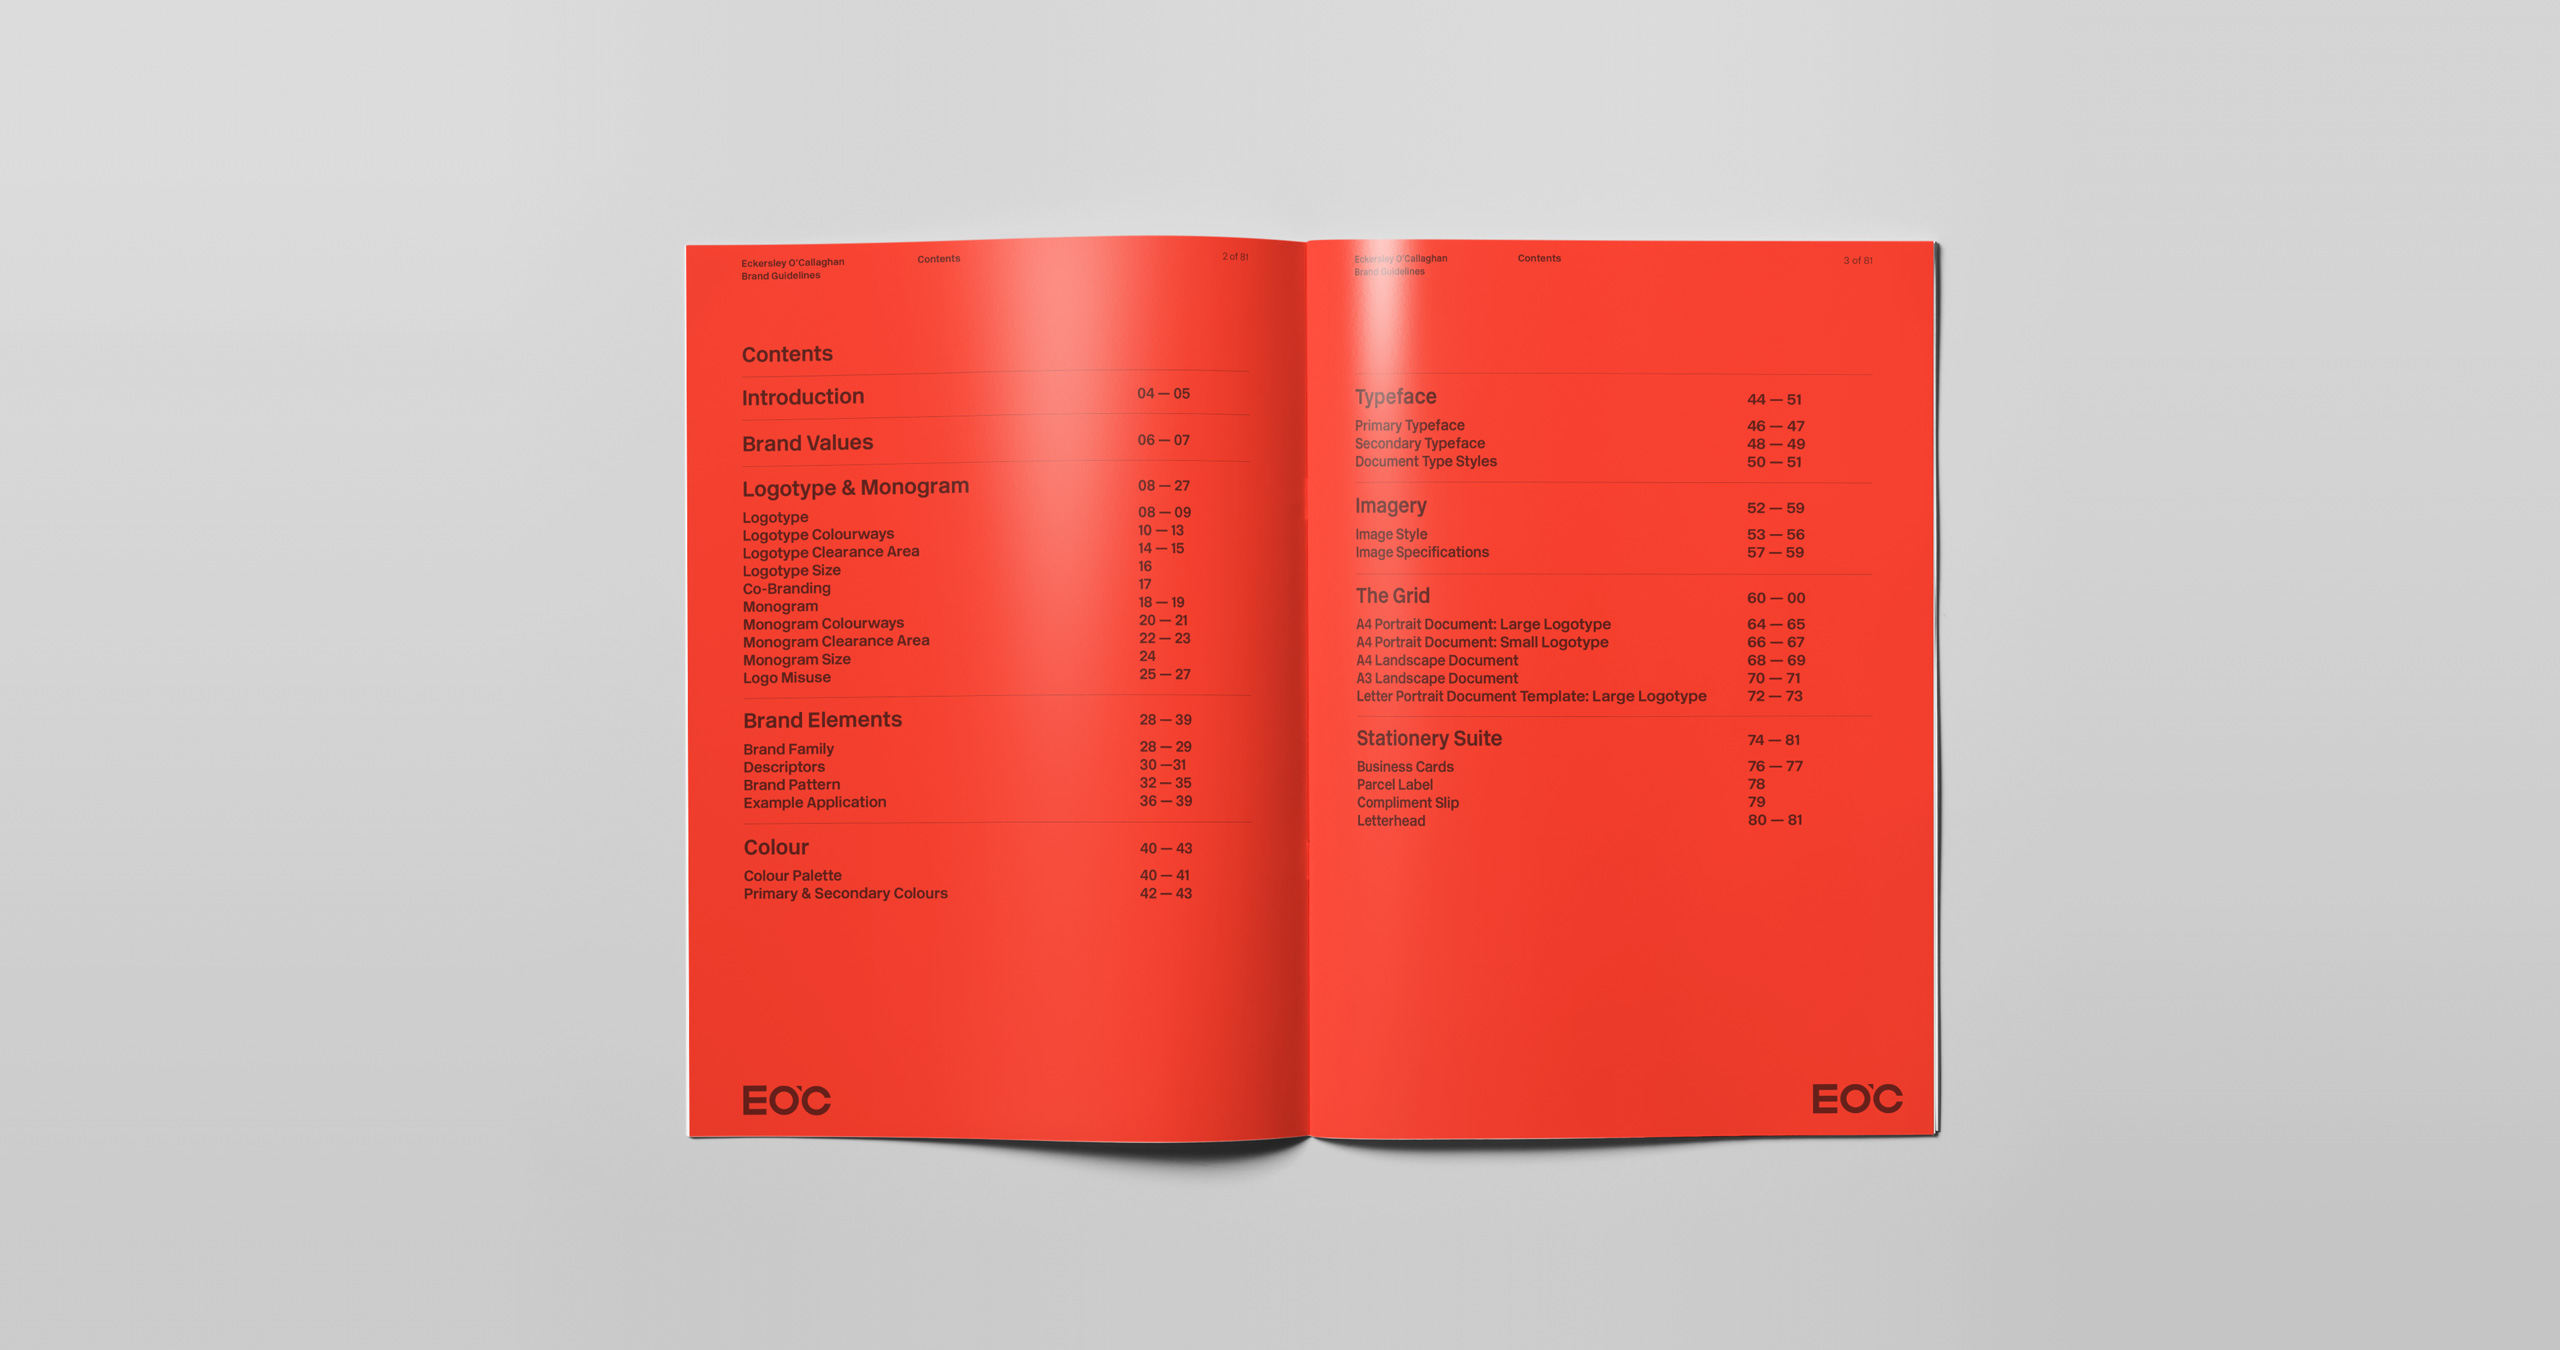 Eckersley O'Callaghan
Brand Guidelines
Contents
2 of 81
Contents
Introduction 04 — 05
Brand Values 06 — 07
Logotype & Monogram 08 — 27
Logotype 08 — 09
Logotype Colourways 10 — 13
Logotype Clearance Area 14 — 15
Logotype Size 16
Co-Branding 17
Monogram 18 — 19
Monogram Colourways 20 — 21
Monogram Clearance Area 22 — 23
Monogram Size 24
Logo Misuse 25 — 27
Brand Elements 28 — 39
Brand Family 28 — 29
Descriptors 30 —31
Brand Pattern 32 — 35
Example Application 36 — 39
Colour 40 — 43
Colour Palette 40 — 41
Primary & Secondary Colours 42 — 43
EO'C
Eckersley O'Callaghan
Brand Guidelines
Contents
3 of 81
Typeface 44 — 51
Primary Typeface 46 — 47
Secondary Typeface 48 — 49
Document Type Styles 50 — 51
Imagery 52 — 59
Image Style 53 — 56
Image Specifications 57 — 59
The Grid 60 — 00
A4 Portrait Document: Large Logotype 64 — 65
A4 Portrait Document: Small Logotype 66 — 67
A4 Landscape Document 68 — 69
A3 Landscape Document 70 — 71
Letter Portrait Document Template: Large Logotype 72 — 73
Stationery Suite 74 — 81
Business Cards 76 — 77
Parcel Label 78
Compliment Slip 79
Letterhead 80 — 81
EO'C